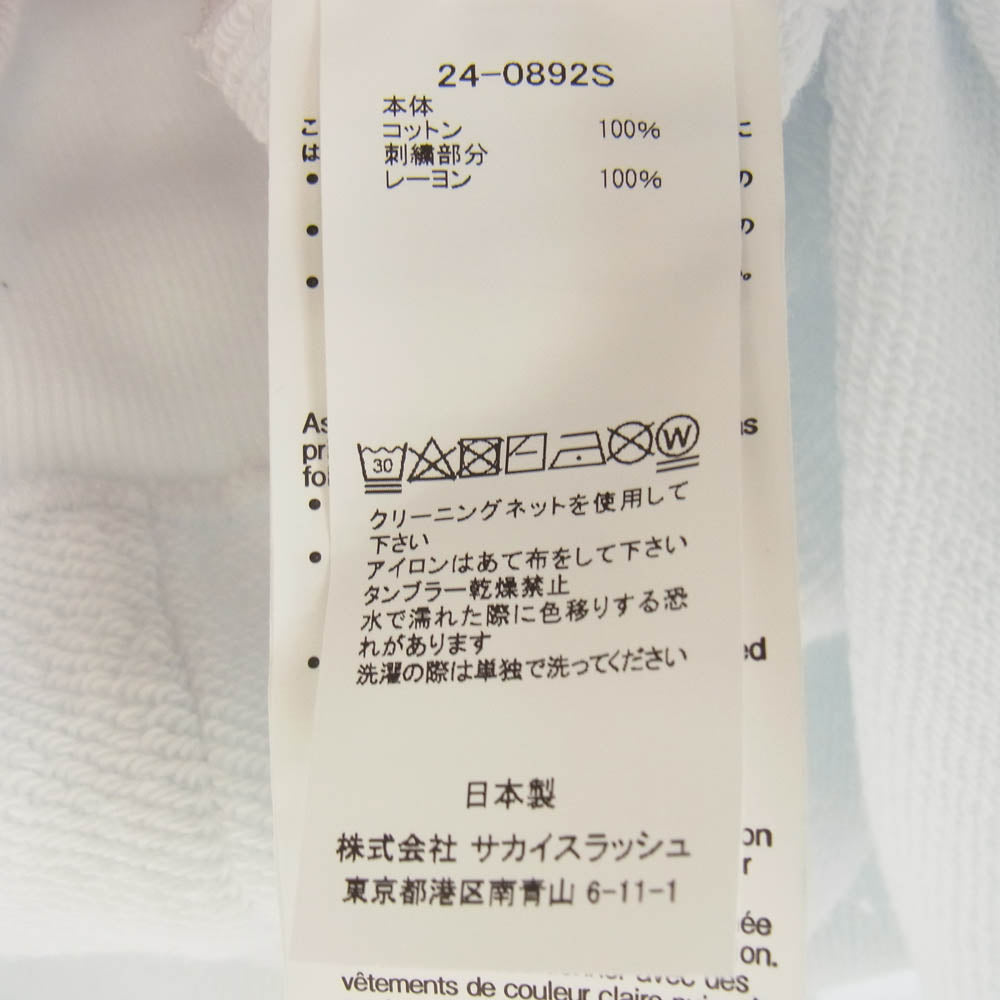 24-0892S
本体
コットン 100%
刺繍部分
レーヨン 100%
30
W
クリーニングネットを使用して
下さい
アイロンはあて布をして下さい
タンブラー乾燥禁止
水で濡れた際に色移りする恐
れがあります
洗濯の際は単独で洗ってください
日本製
株式会社 サカイスラッシュ
東京都港区南青山 6-11-1
vêtements de couleur claire